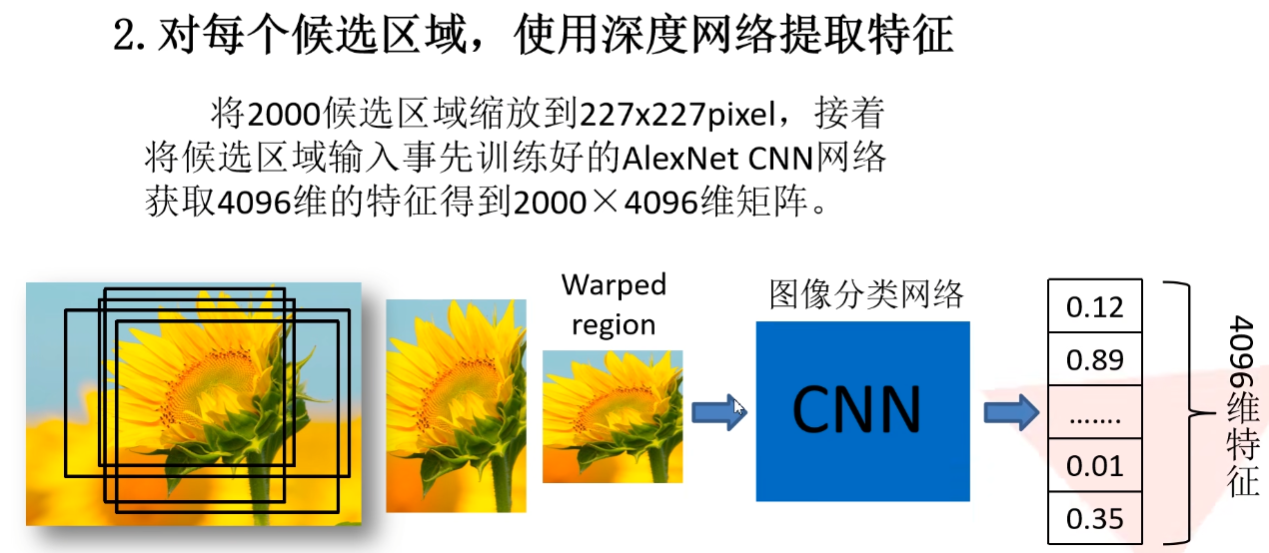 2. 对每个候选区域，使用深度网络提取特征
将2000候选区域缩放到227x227pixel，接着
将候选区域输入事先训练好的AlexNet CNN网络
获取4096维的特征得到2000×4096维矩阵。
Warped
region
图像分类网络
CNN
0.12
0.89
.......
0.01
0.35
4096维特征